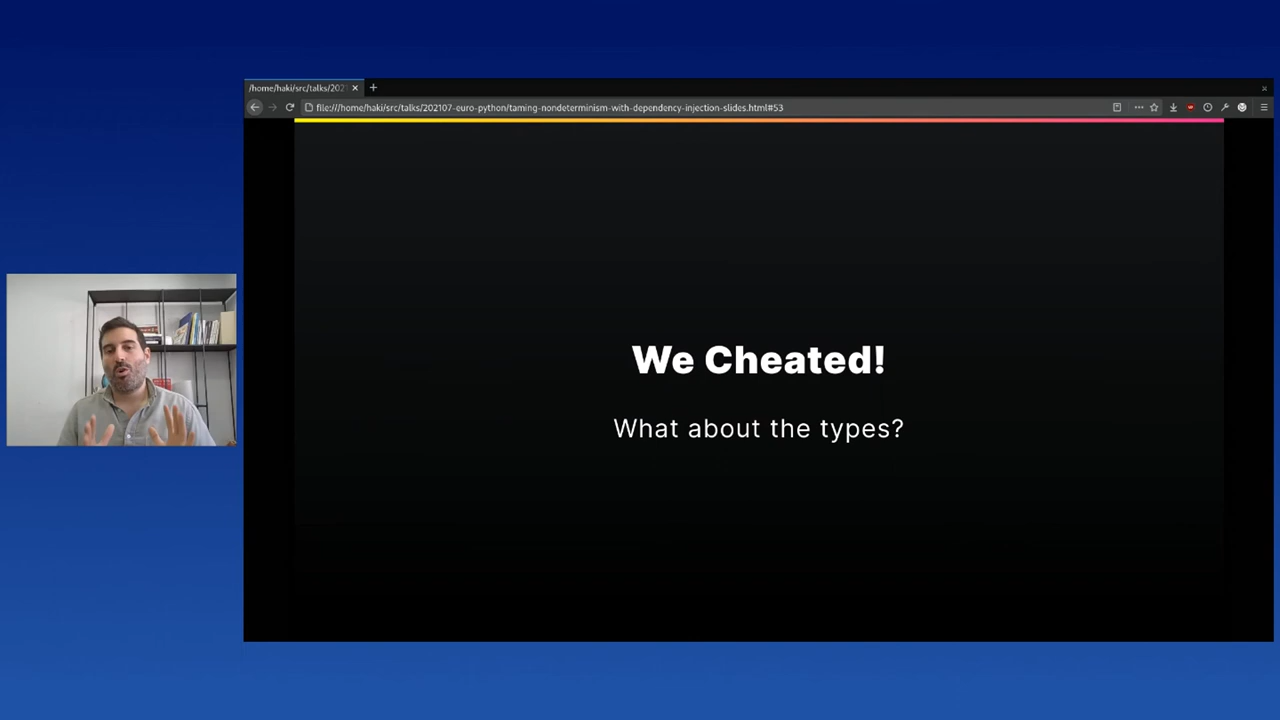 /home/haki/src/talks/202
file:///home/haki/src/talks/202107-euro-python/taming-nondeterminism-with-dependency-injection-slides.html#53
We Cheated!
What about the types?